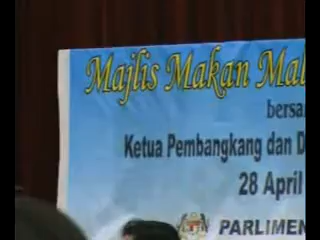 Majlis Makan Mal
bersa
Ketua Pembangkang dan D
28 April
PARLIMEN